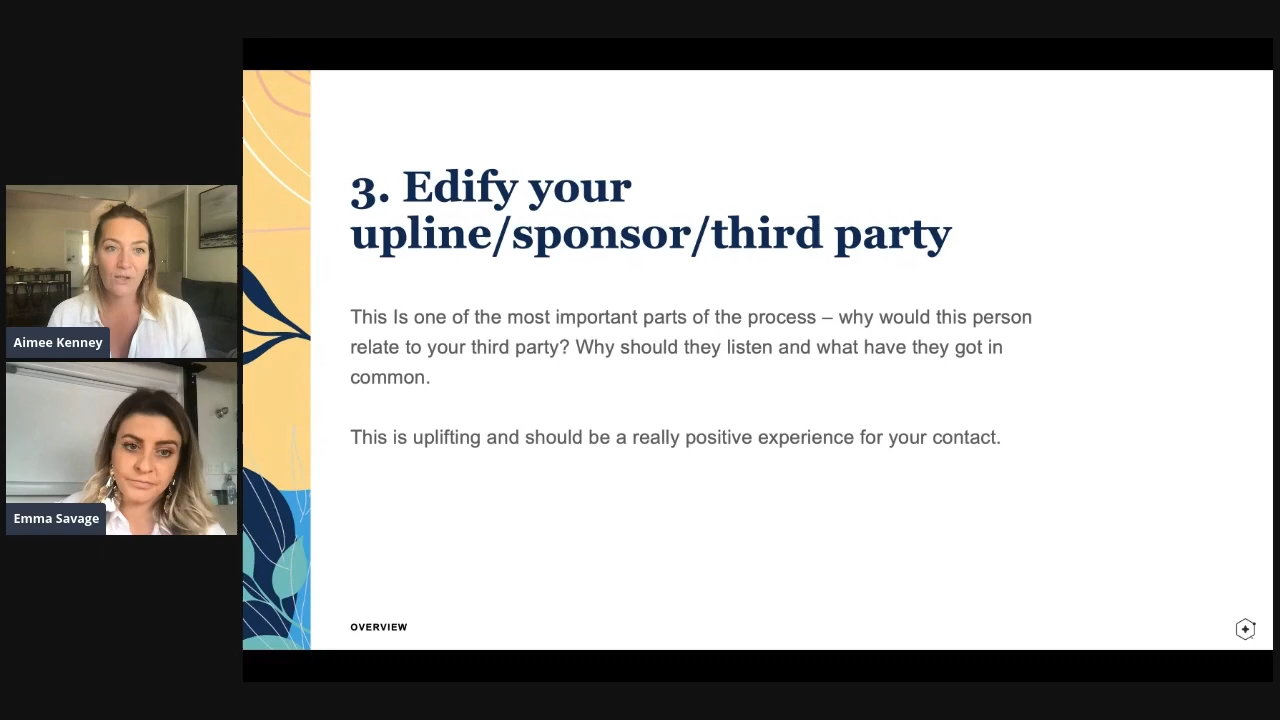 3. Edify your
upline/sponsor/third party
This Is one of the most important parts of the process – why would this person
relate to your third party? Why should they listen and what have they got in
common.
This is uplifting and should be a really positive experience for your contact.
OVERVIEW
Aimee Kenney
Emma Savage